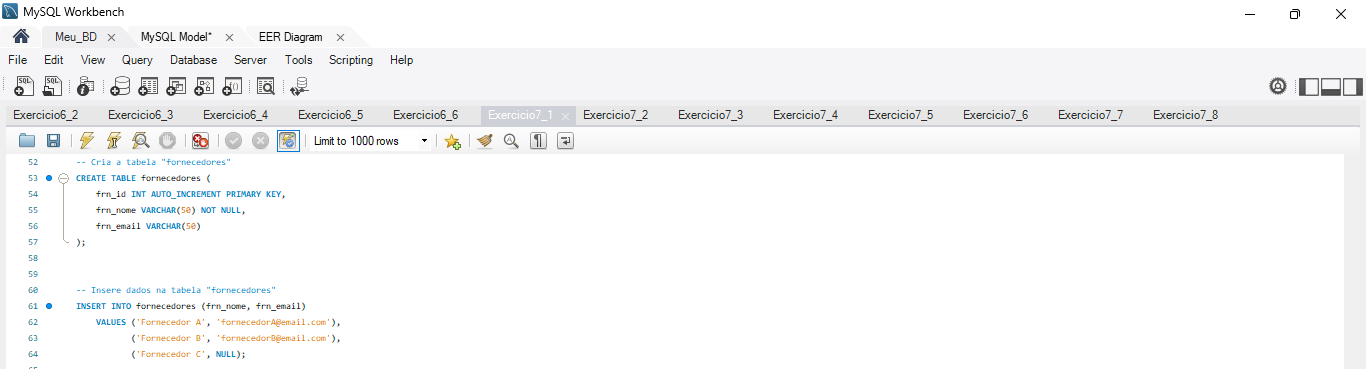 MySQL Workbench
Meu_BD MySQL Model* EER Diagram
File Edit View Query Database Server Tools Scripting Help
SQL SQL
Exercicio6_2 Exercicio6_3 Exercicio6_4 Exercicio6_5 Exercicio6_6 Exercicio7_1 Exercicio7_2 Exercicio7_3 Exercicio7_4 Exercicio7_5 Exercicio7_6 Exercicio7_7 Exercicio7_8
Limit to 1000 rows
52 -- Cria a tabela "fornecedores"
53 CREATE TABLE fornecedores (
54 frn_id INT AUTO_INCREMENT PRIMARY KEY,
55 frn_nome VARCHAR(50) NOT NULL,
56 frn_email VARCHAR(50)
57 );
58
59
60 -- Insere dados na tabela "fornecedores"
61 INSERT INTO fornecedores (frn_nome, frn_email)
62 VALUES ('Fornecedor A', 'fornecedorA@email.com'),
63 ('Fornecedor B', 'fornecedorB@email.com'),
64 ('Fornecedor C', NULL);